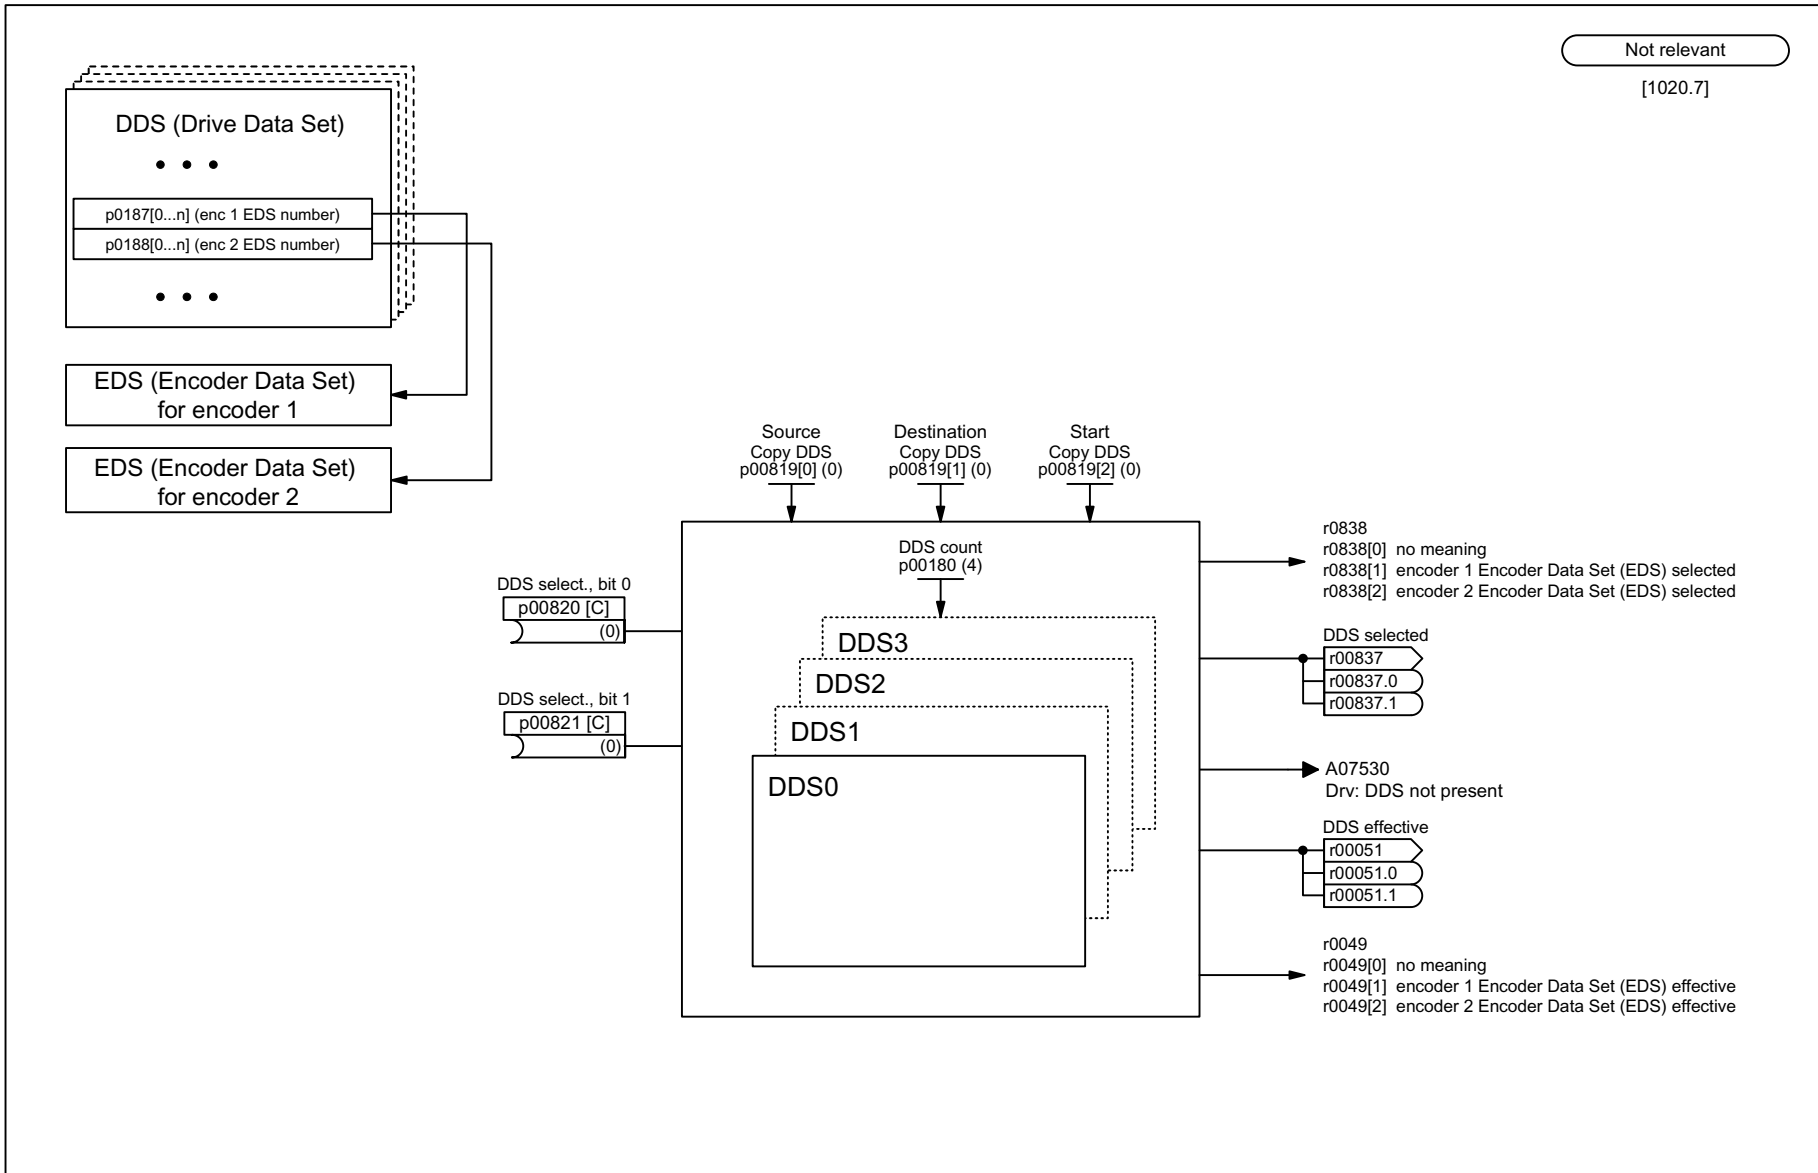 Not relevant
[1020.7]
DDS (Drive Data Set)
• • •
p0187[0...n] (enc 1 EDS number)
p0188[0...n] (enc 2 EDS number)
• • •
EDS (Encoder Data Set)
for encoder 1
EDS (Encoder Data Set)
for encoder 2
Source
Copy DDS
p00819[0] (0)
Destination
Copy DDS
p00819[1] (0)
Start
Copy DDS
p00819[2] (0)
DDS count
p00180 (4)
DDS select., bit 0
p00820 [C]
(0)
DDS select., bit 1
p00821 [C]
(0)
DDS3
DDS2
DDS1
DDS0
r0838
r0838[0] no meaning
r0838[1] encoder 1 Encoder Data Set (EDS) selected
r0838[2] encoder 2 Encoder Data Set (EDS) selected
DDS selected
r00837
r00837.0
r00837.1
A07530
Drv: DDS not present
DDS effective
r00051
r00051.0
r00051.1
r0049
r0049[0] no meaning
r0049[1] encoder 1 Encoder Data Set (EDS) effective
r0049[2] encoder 2 Encoder Data Set (EDS) effective